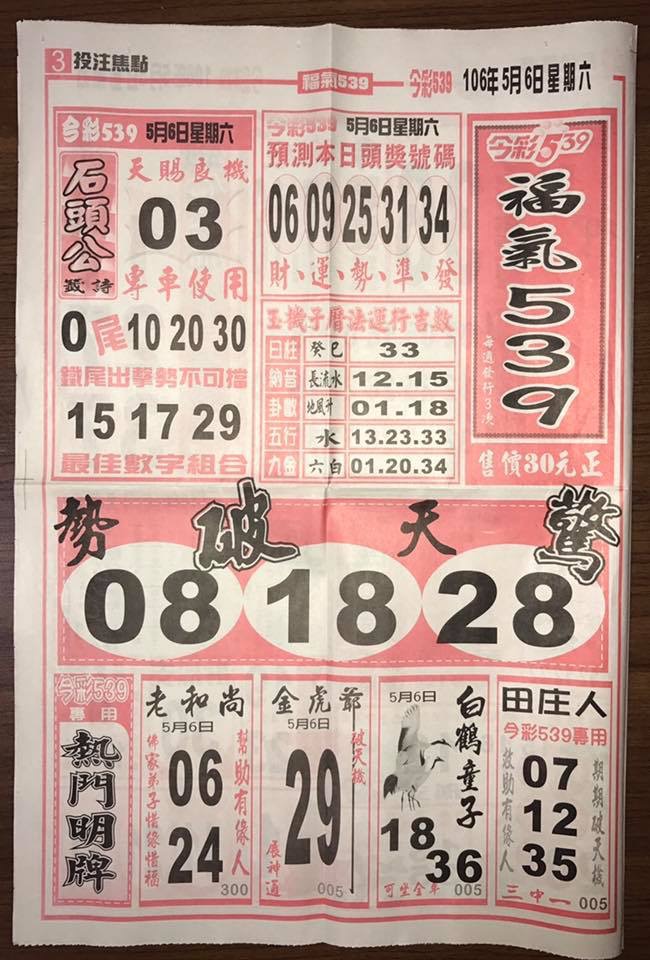 3 投注焦點
福氣539
今彩539 106年5月6日星期六
今彩539 5月6日星期六
石頭公
籤詩
天賜良機
03
專車使用
0尾 10 20 30
鐵尾出擊勢不可擋
15 17 29
最佳數字組合
今彩539 5月6日星期六
預測本日頭獎號碼
06 09 25 31 34
財、運、勢、準、發
玉機子曆法運行吉數
日柱 癸巳 33
納音 長流水 12.15
卦數 地風升 01.18
五行 水 13.23.33
九金 六白 01.20.34
今彩539
福氣539
每週發行3次
售價30元正
勢破天驚
08 18 28
今彩539
專用
熱門明牌
老和尚
5月6日
佛家弟子惜緣惜福
06
24
幫助有緣人
300
金虎爺
5月6日
破天機
29
展神通
005
5月6日
白鶴童子
18
36
可坐全車 005
田庄人
今彩539專用
救助有緣人
07
12
35
期期破天機
三中一 005